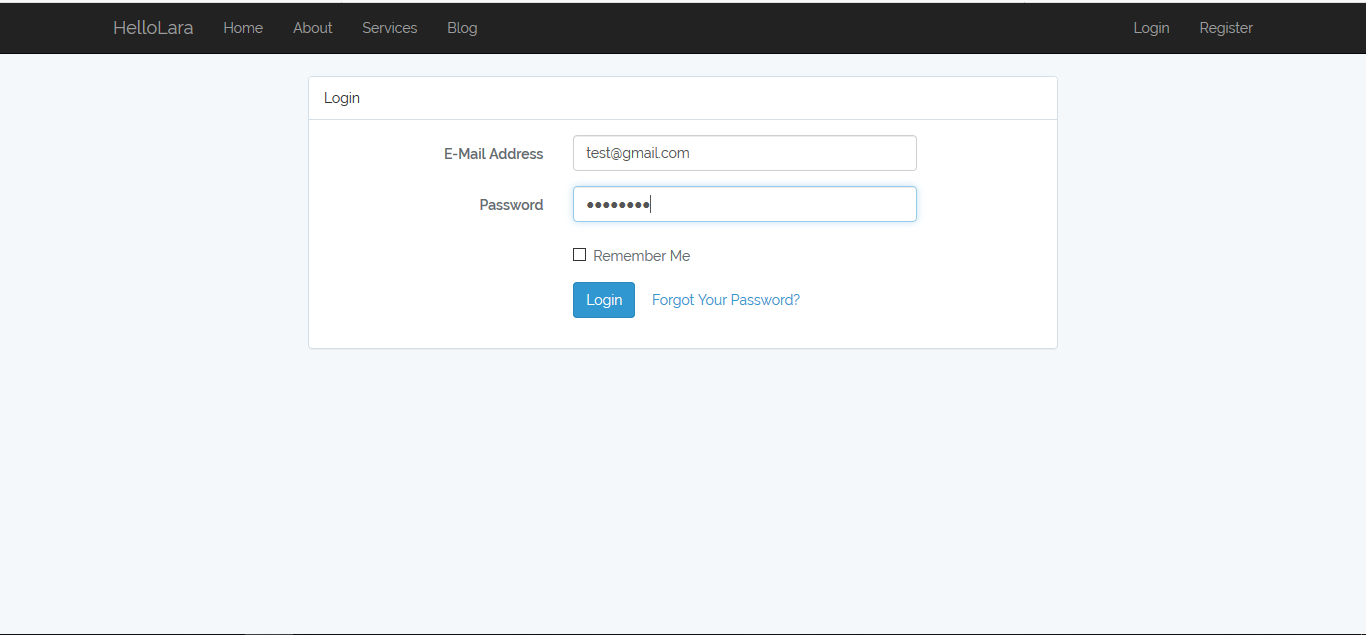 HelloLara Home About Services Blog Login Register
Login
E-Mail Address test@gmail.com
Password ●●●●●●●●
Remember Me
Login Forgot Your Password?